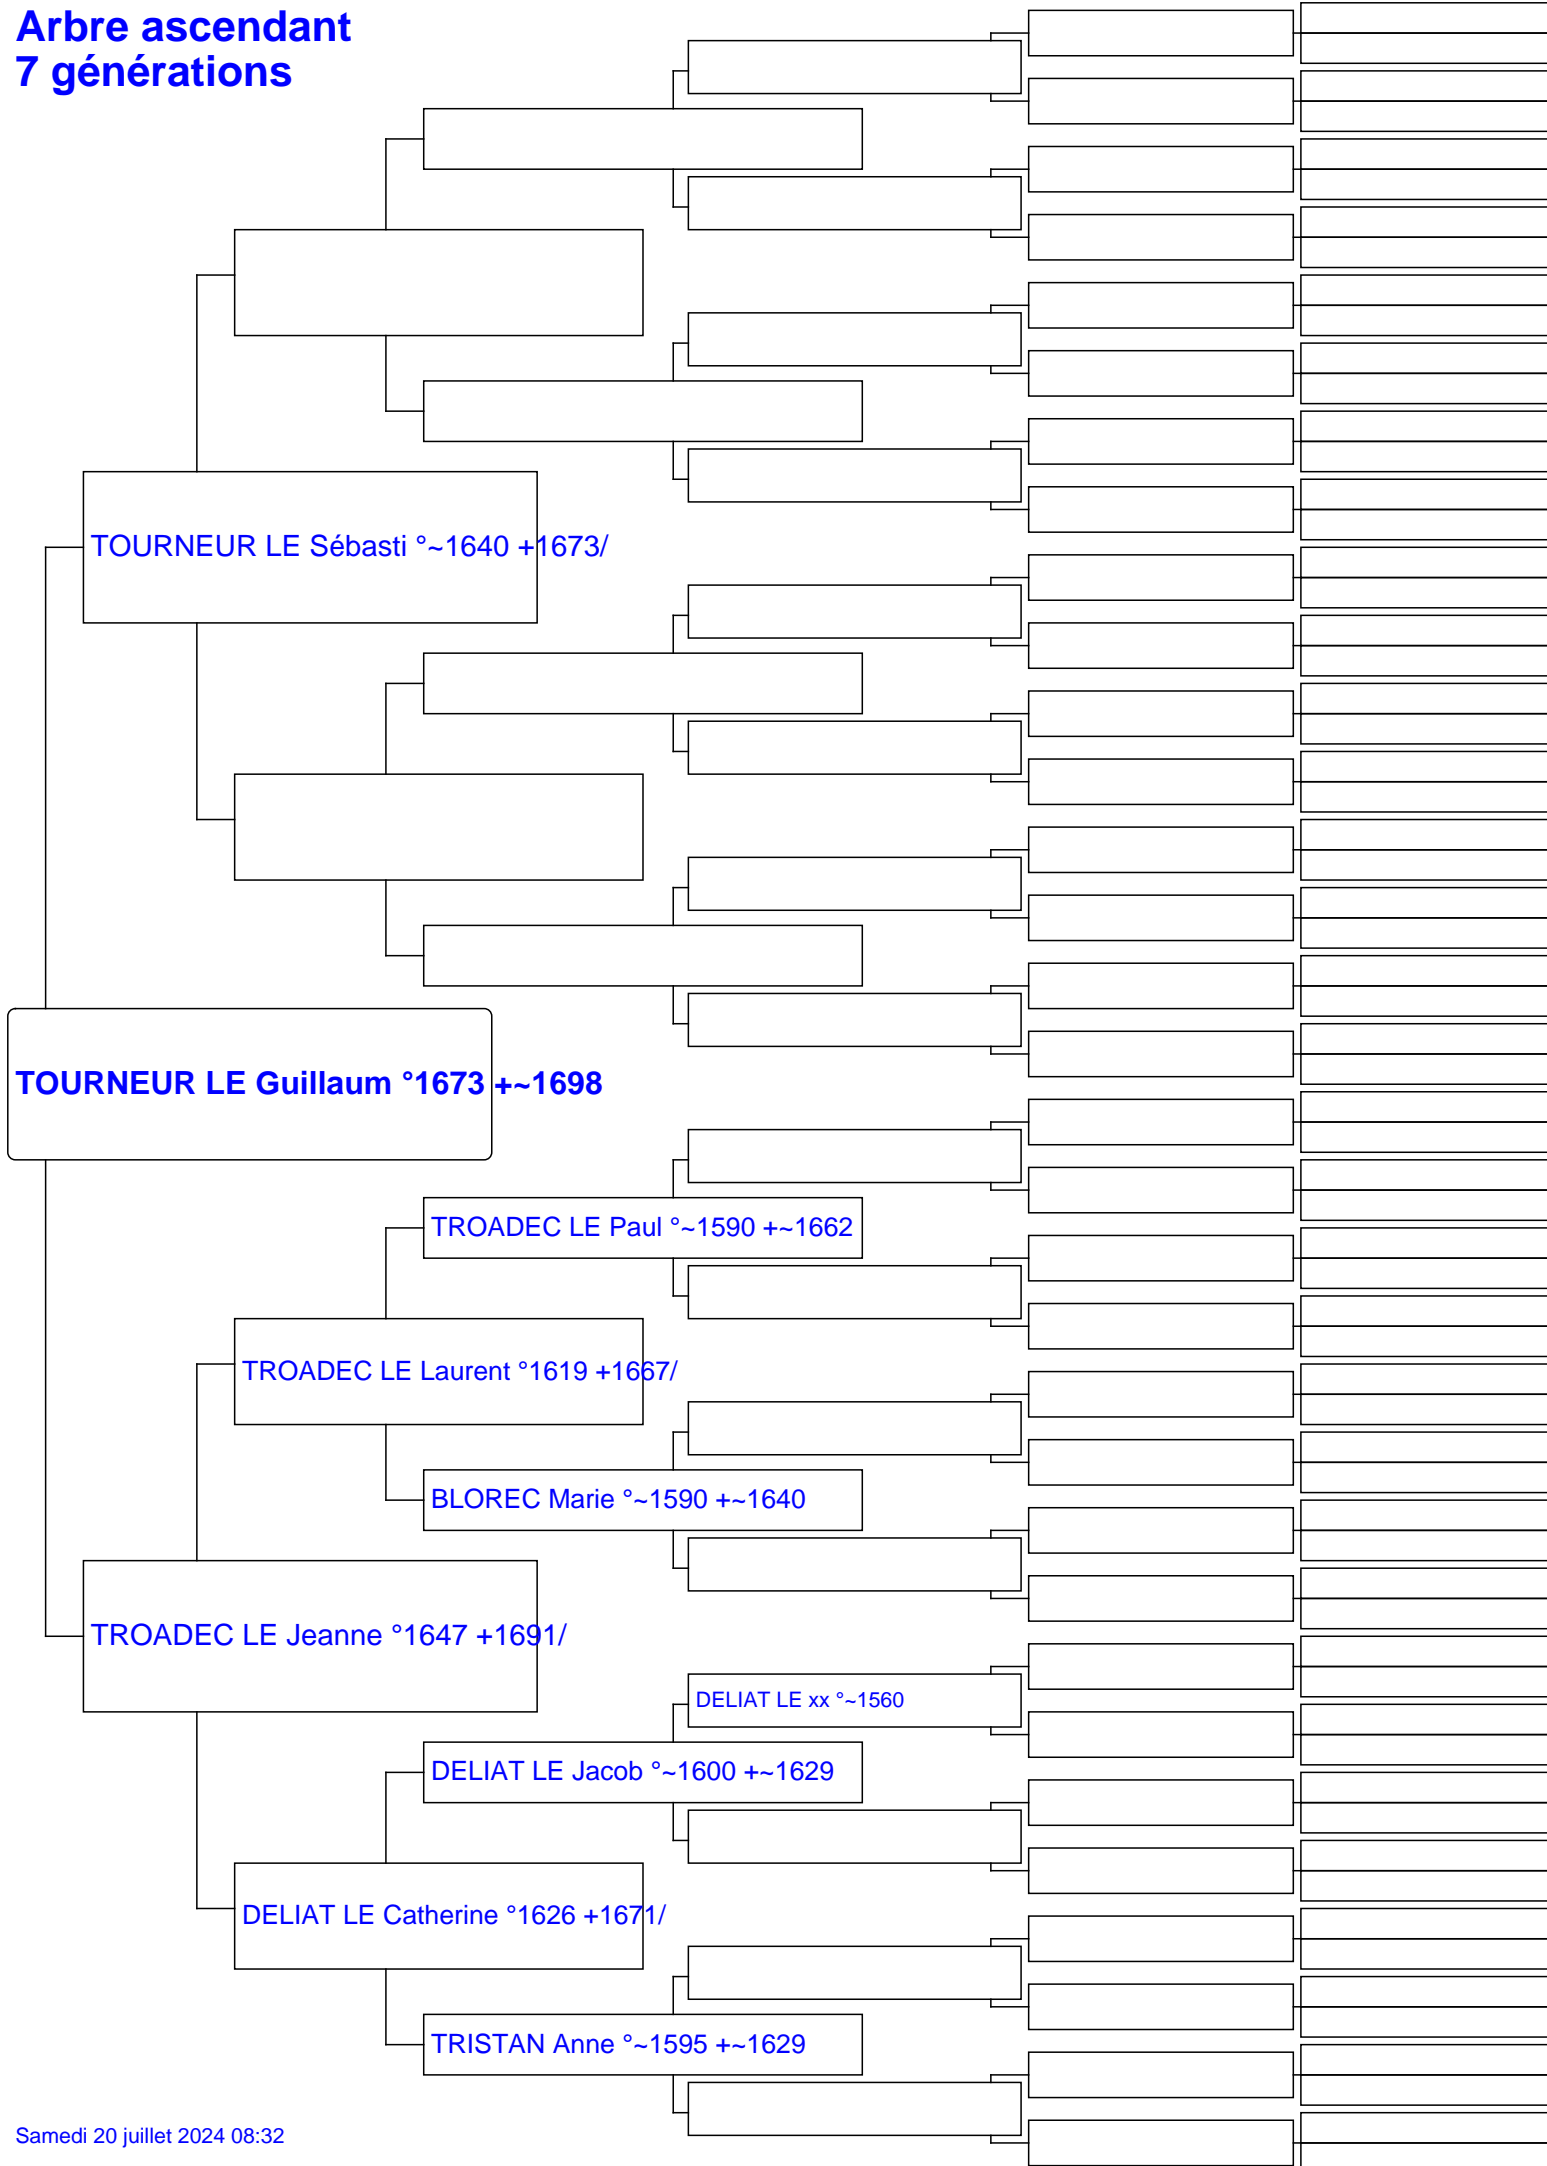 Arbre ascendant
7 générations
TOURNEUR LE Sébasti °~1640 +1673/
TOURNEUR LE Guillaum °1673 +~1698
TROADEC LE Paul °~1590 +~1662
TROADEC LE Laurent °1619 +1667/
BLOREC Marie °~1590 +~1640
TROADEC LE Jeanne °1647 +1691/
DELIAT LE xx °~1560
DELIAT LE Jacob °~1600 +~1629
DELIAT LE Catherine °1626 +1671/
TRISTAN Anne °~1595 +~1629
Samedi 20 juillet 2024 08:32